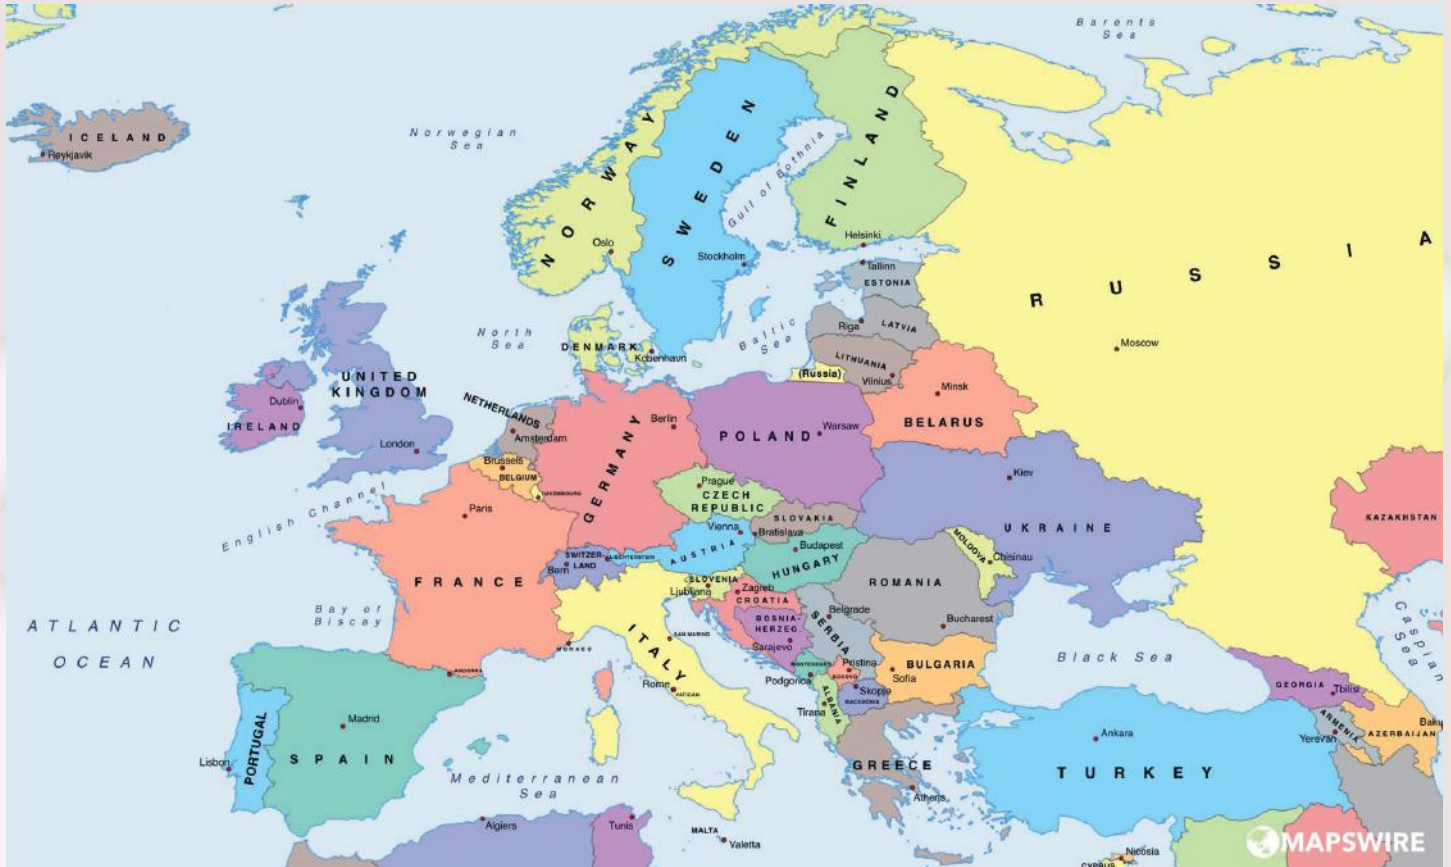 Barents
Sea
ICELAND
Reykjavik
Norwegian
Sea
NORWAY
SWEDEN
FINLAND
Gulf of Bothnia
Oslo
Stockholm
Helsinki
Tallinn
ESTONIA
RUSSIA
North
Sea
Baltic
Sea
Riga
LATVIA
DENMARK
København
LITHUANIA
Vilnius
(Russia)
Moscow
UNITED
KINGDOM
Dublin
IRELAND
London
NETHERLANDS
Amsterdam
Berlin
GERMANY
POLAND
Warsaw
Minsk
BELARUS
Brussels
BELGIUM
LUXEMBOURG
English Channel
Paris
Prague
CZECH
REPUBLIC
SLOVAKIA
Kiev
UKRAINE
KAZAKHSTAN
Vienna
Bratislava
AUSTRIA
Budapest
HUNGARY
MOLDOVA
Chisinau
FRANCE
SWITZER-
LAND
Bern
LIECHTENSTEIN
SLOVENIA
Ljubljana
Zagreb
CROATIA
ROMANIA
Bucharest
Bay of
Biscay
ATLANTIC
OCEAN
MONACO
ITALY
SAN MARINO
BOSNIA-
HERZEG
Sarajevo
Belgrade
SERBIA
Black Sea
Caspian
Sea
ANDORRA
Rome
VATICAN
MONTENEGRO
Podgorica
Pristina
KOSOVO
Skopje
MACEDONIA
BULGARIA
Sofia
GEORGIA
Tbilisi
PORTUGAL
Lisbon
Madrid
SPAIN
Tirana
ALBANIA
GREECE
Athens
Ankara
TURKEY
ARMENIA
Yerevan
AZERBAIJAN
Baku
Mediterranean
Sea
Algiers
Tunis
MALTA
Valetta
Nicosia
CYPRUS
MAPSWIRE